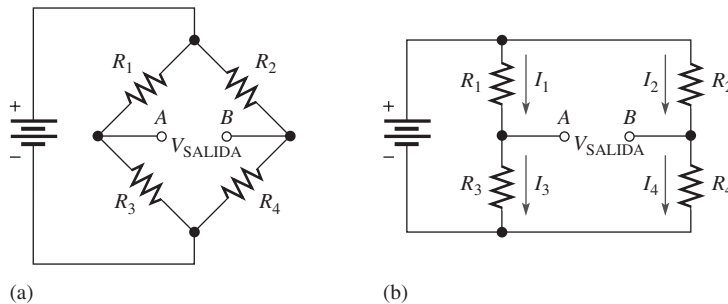 R1
R2
A
B
+
−
VSALIDA
R3
R4
(a)
R1
I1
I2
R2
A
B
+
−
VSALIDA
R3
I3
I4
R4
(b)